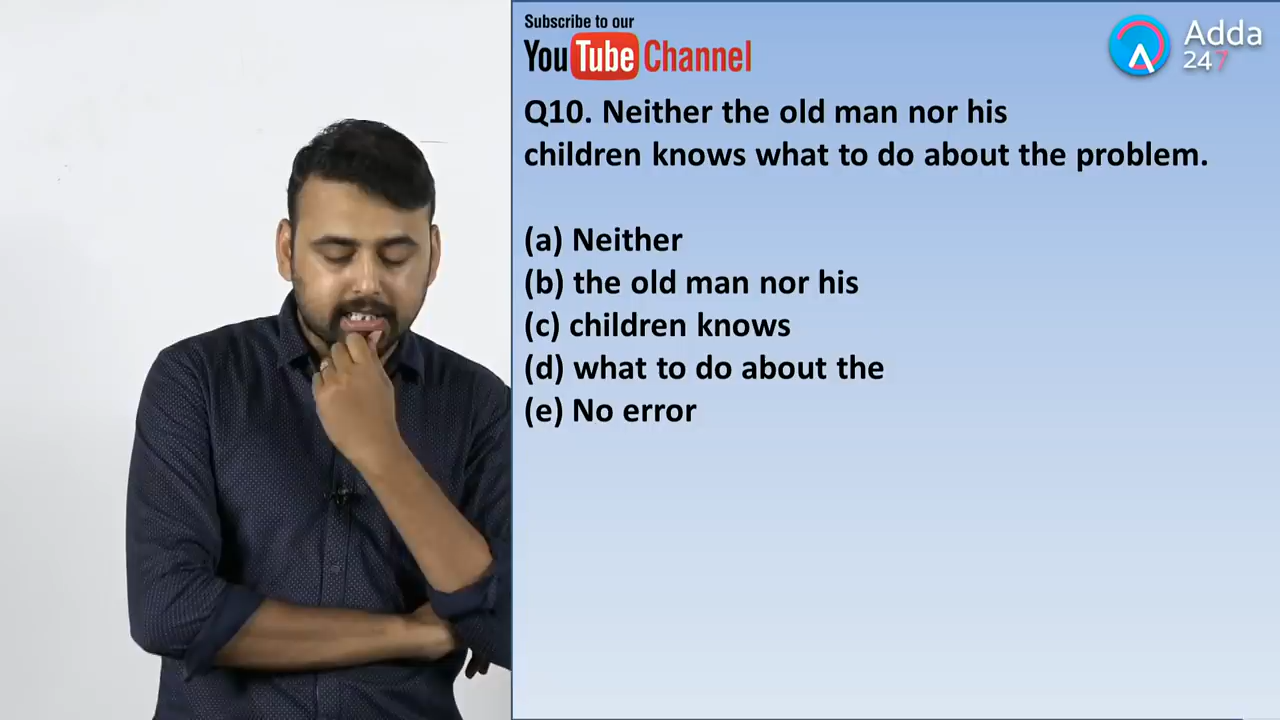 Subscribe to our
YouTube Channel
Adda
247
Q10. Neither the old man nor his
children knows what to do about the problem.
(a) Neither
(b) the old man nor his
(c) children knows
(d) what to do about the
(e) No error